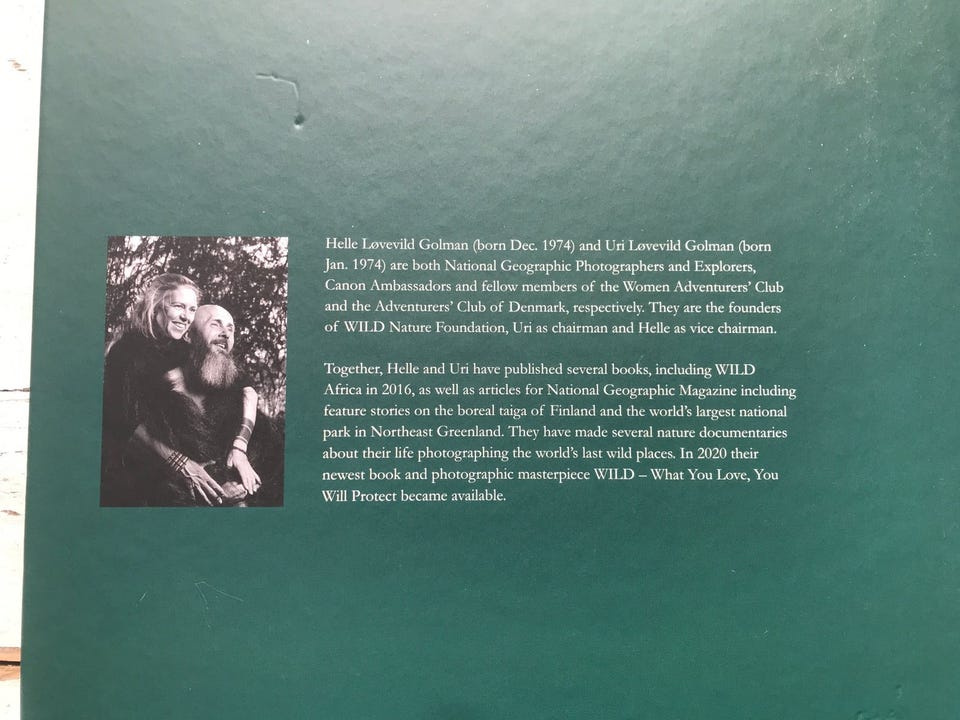 Helle Løvevild Golman (born Dec. 1974) and Uri Løvevild Golman (born
Jan. 1974) are both National Geographic Photographers and Explorers,
Canon Ambassadors and fellow members of the Women Adventurers' Club
and the Adventurers' Club of Denmark, respectively. They are the founders
of WILD Nature Foundation, Uri as chairman and Helle as vice chairman.
Together, Helle and Uri have published several books, including WILD
Africa in 2016, as well as articles for National Geographic Magazine including
feature stories on the boreal taiga of Finland and the world's largest national
park in Northeast Greenland. They have made several nature documentaries
about their life photographing the world's last wild places. In 2020 their
newest book and photographic masterpiece WILD – What You Love, You
Will Protect became available.